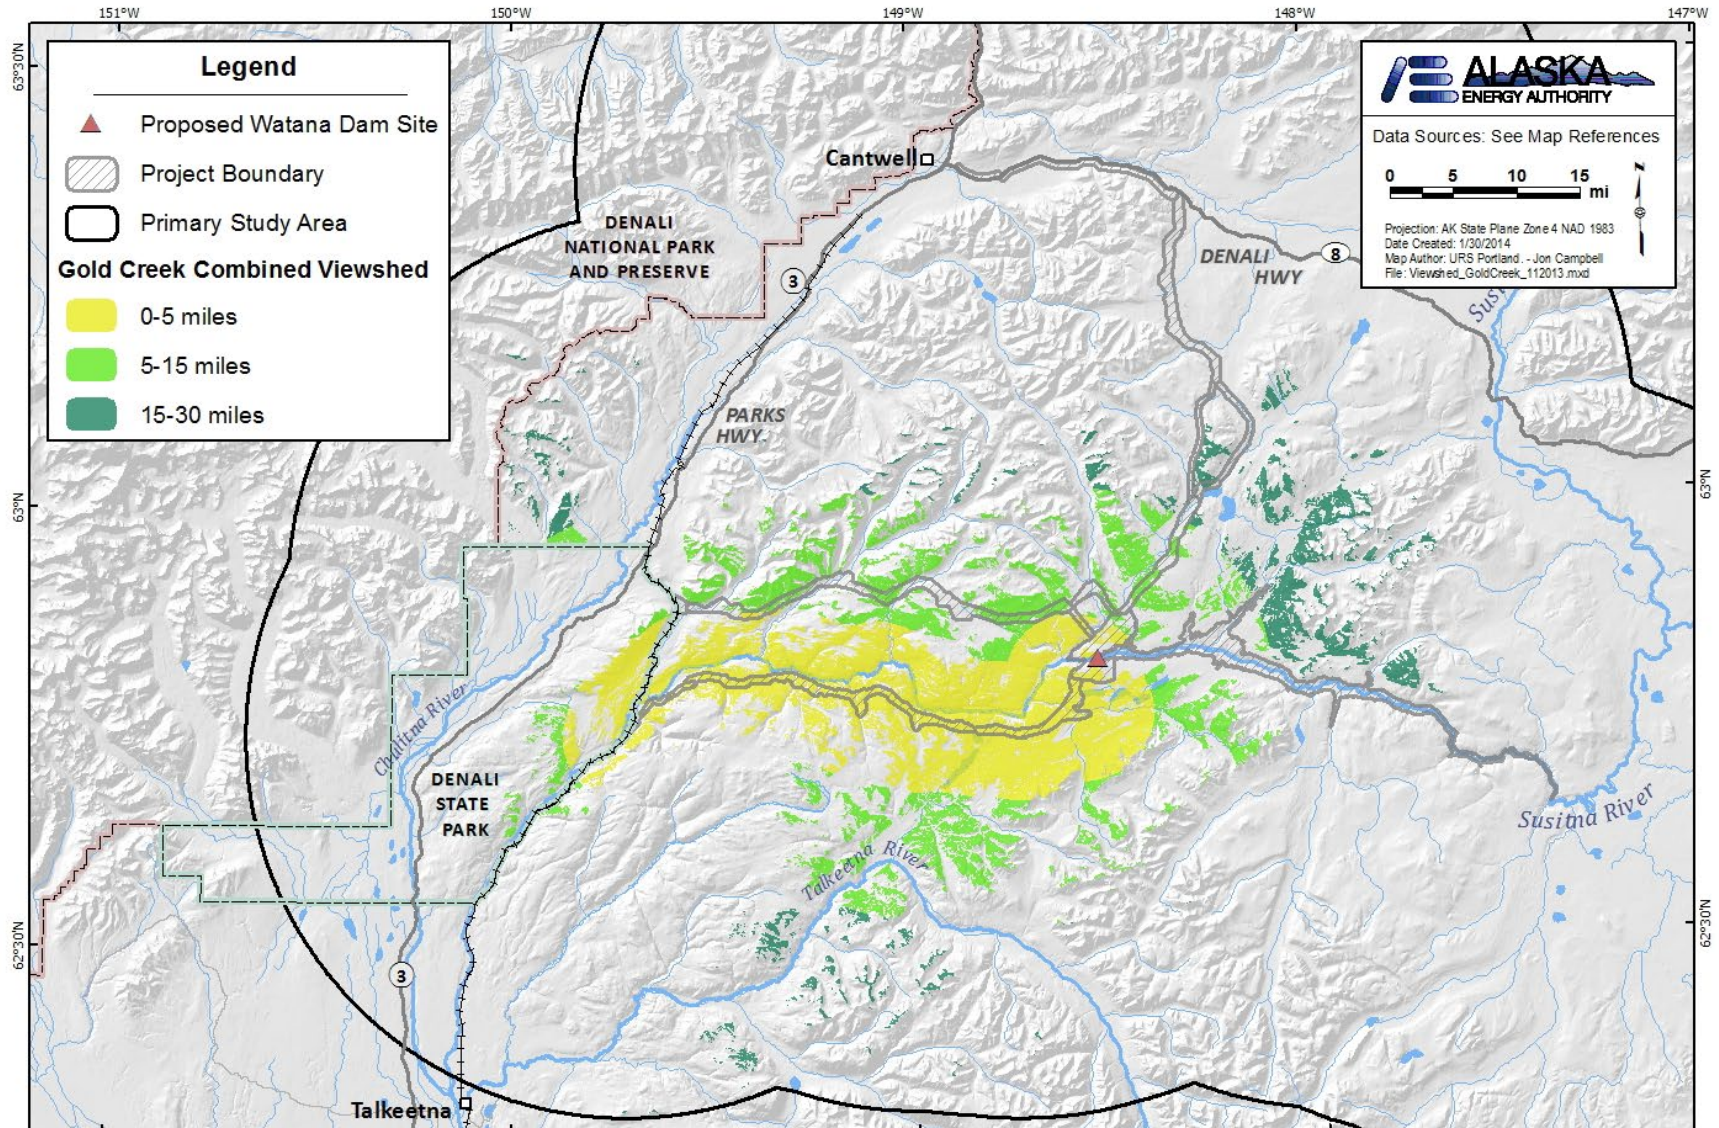 151°W
150°W
149°W
148°W
147°W
63°30'N
63°N
62°30'N
63°N
62°30'N
Legend
Proposed Watana Dam Site
Project Boundary
Primary Study Area
Gold Creek Combined Viewshed
0-5 miles
5-15 miles
15-30 miles
ALASKA
ENERGY AUTHORITY
Data Sources: See Map References
0 5 10 15
mi
N
Projection: AK State Plane Zone 4 NAD 1983
Date Created: 1/30/2014
Map Author: URS Portland. - Jon Campbell
File: Viewshed_GoldCreek_112013.mxd
Cantwell
DENALI
NATIONAL PARK
AND PRESERVE
3
DENALI
HWY
8
Sus
PARKS
HWY
Chulitna River
DENALI
STATE
PARK
Talkeetna River
Susitna River
3
Talkeetna